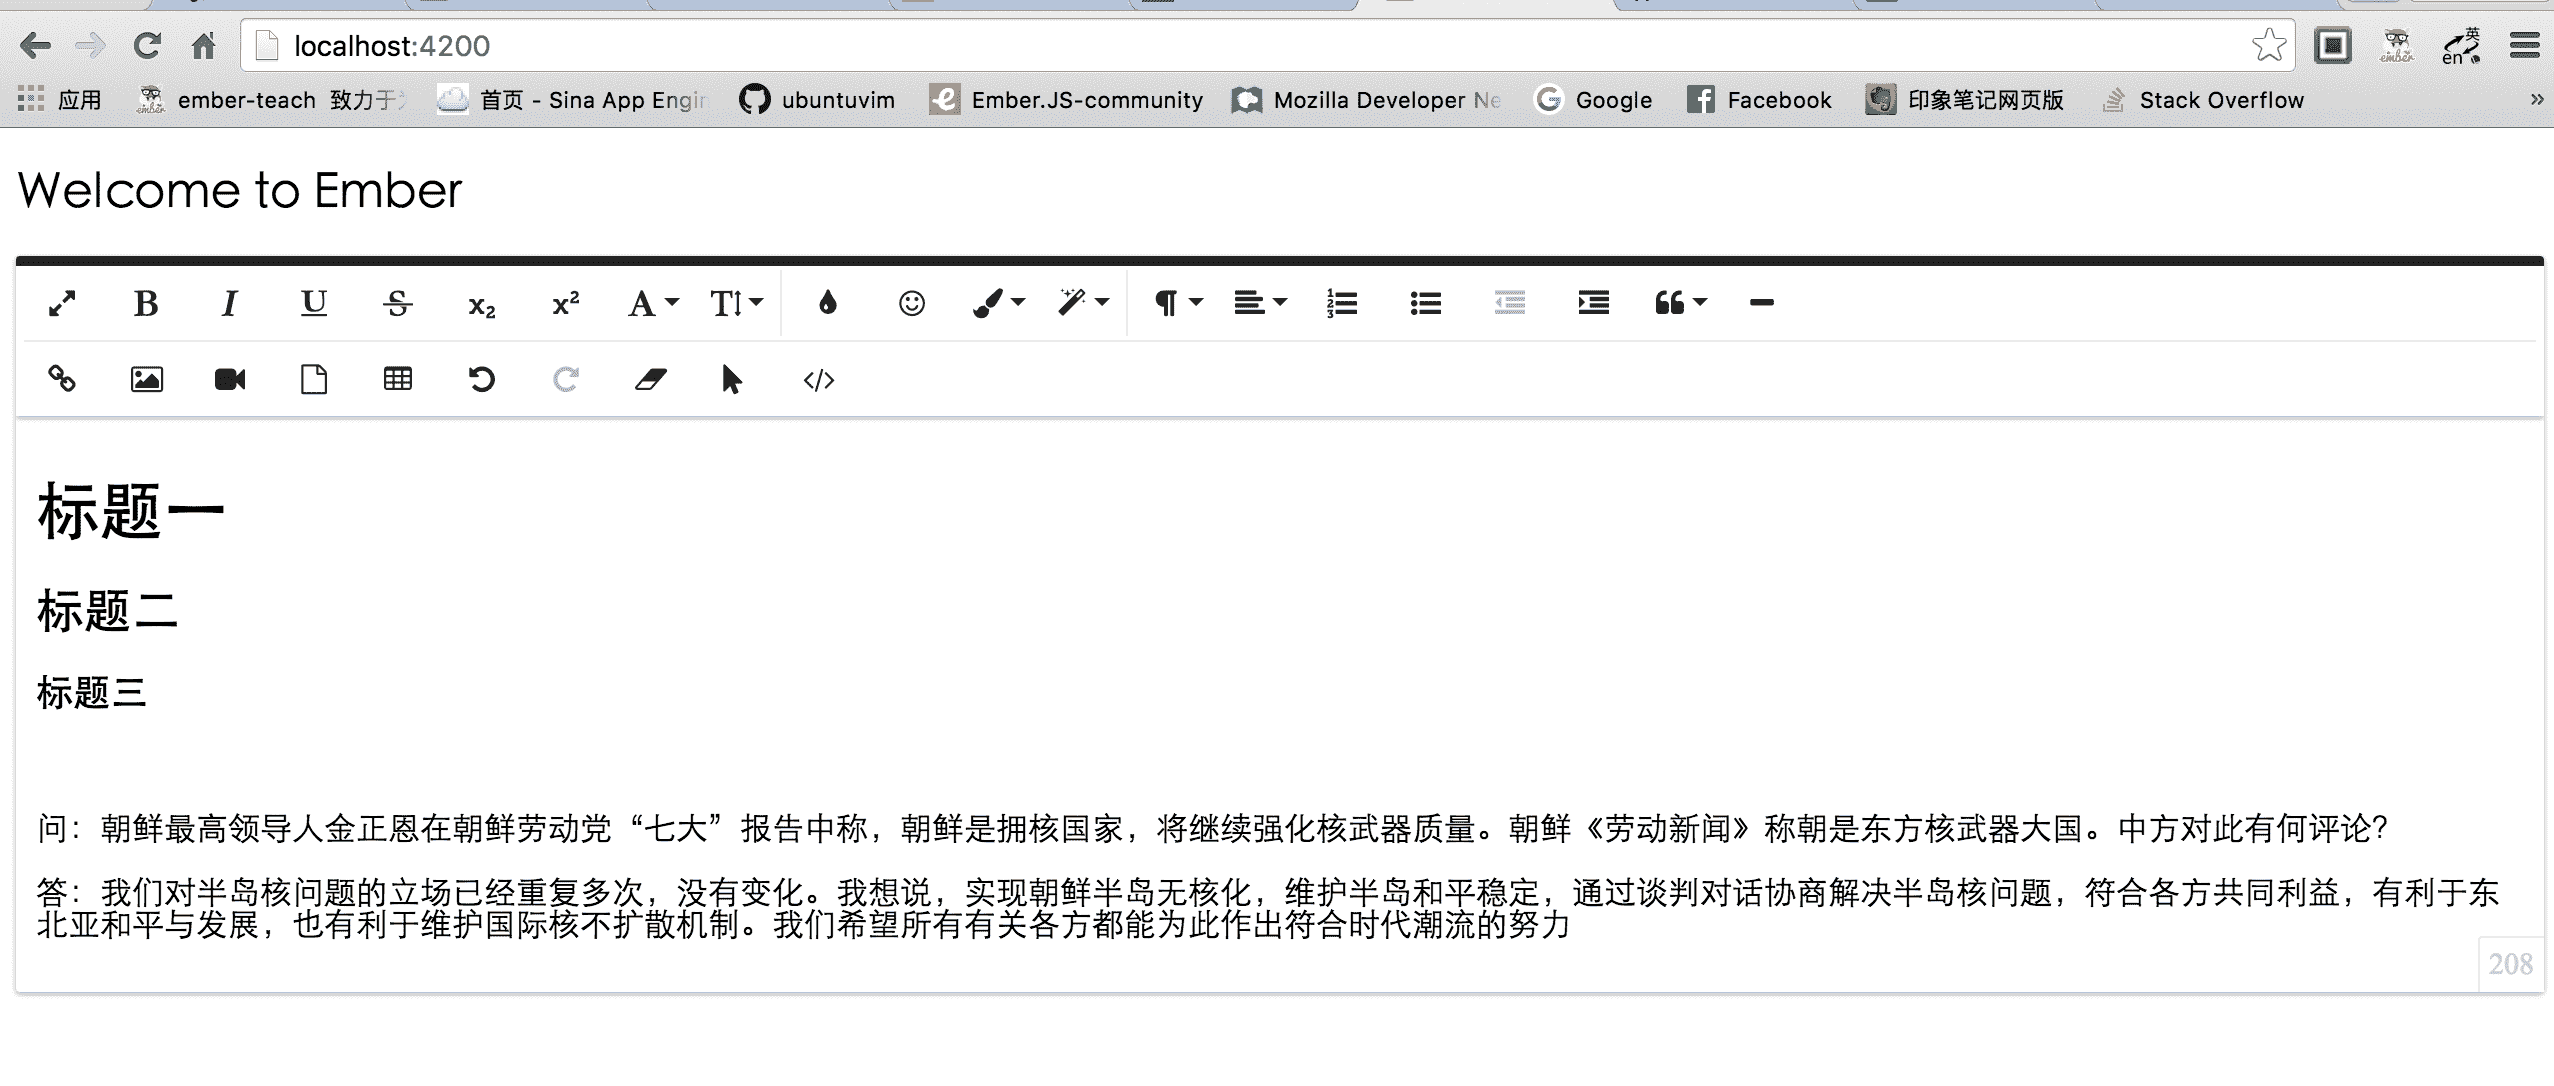 localhost:4200
应用 ember-teach 致力于 首页 - Sina App Engin ubuntuvim Ember.JS-community Mozilla Developer Ne Google Facebook 印象笔记网页版 Stack Overflow »
Welcome to Ember
标题一
标题二
标题三
问：朝鲜最高领导人金正恩在朝鲜劳动党“七大”报告中称，朝鲜是拥核国家，将继续强化核武器质量。朝鲜《劳动新闻》称朝是东方核武器大国。中方对此有何评论？
答：我们对半岛核问题的立场已经重复多次，没有变化。我想说，实现朝鲜半岛无核化，维护半岛和平稳定，通过谈判对话协商解决半岛核问题，符合各方共同利益，有利于东
北亚和平与发展，也有利于维护国际核不扩散机制。我们希望所有有关各方都能为此作出符合时代潮流的努力
208